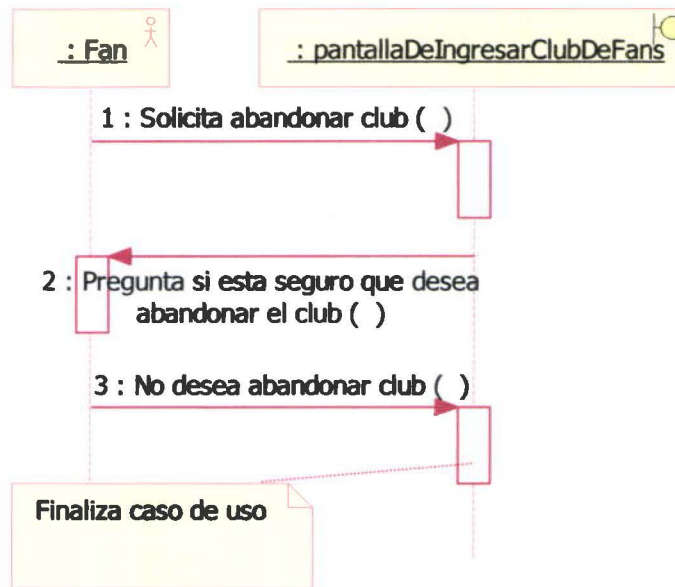 : Fan
: pantallaDeIngresarClubDeFans
1 : Solicita abandonar club ( )
2 : Pregunta si esta seguro que desea
abandonar el club ( )
3 : No desea abandonar club ( )
Finaliza caso de uso